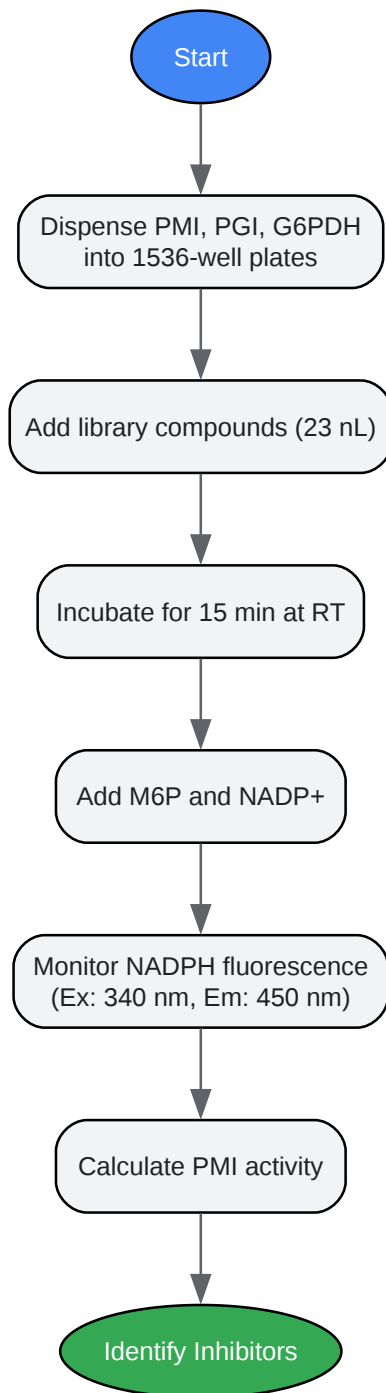 Start
Dispense PMI, PGI, G6PDH
into 1536-well plates
Add library compounds (23 nL)
Incubate for 15 min at RT
Add M6P and NADP+
Monitor NADPH fluorescence
(Ex: 340 nm, Em: 450 nm)
Calculate PMI activity
Identify Inhibitors